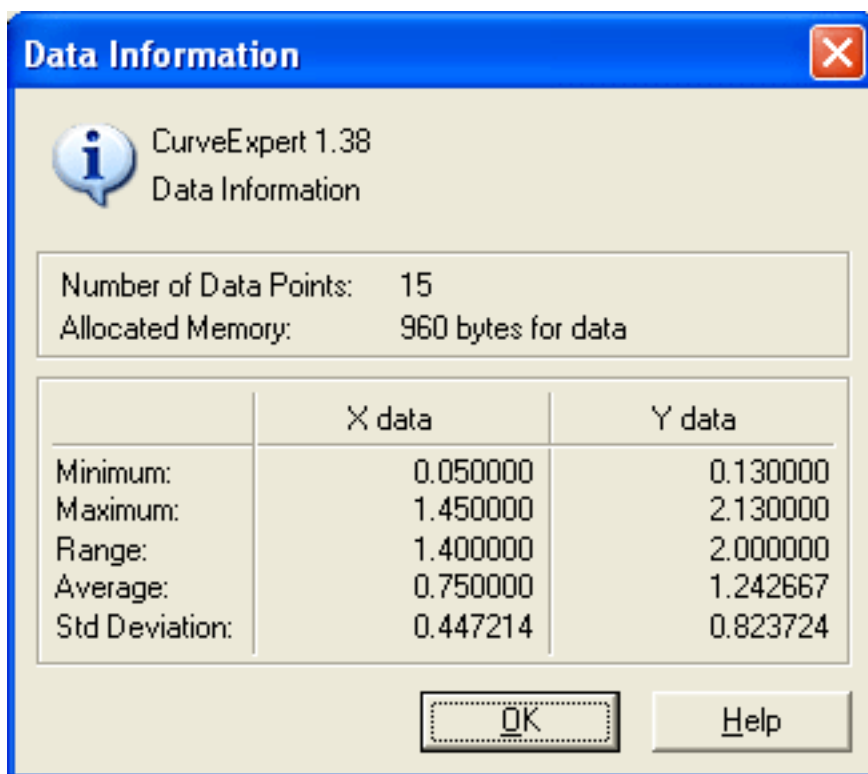 Data Information
CurveExpert 1.38
Data Information
Number of Data Points: 15
Allocated Memory: 960 bytes for data
X data Y data
Minimum: 0.050000 0.130000
Maximum: 1.450000 2.130000
Range: 1.400000 2.000000
Average: 0.750000 1.242667
Std Deviation: 0.447214 0.823724
OK Help